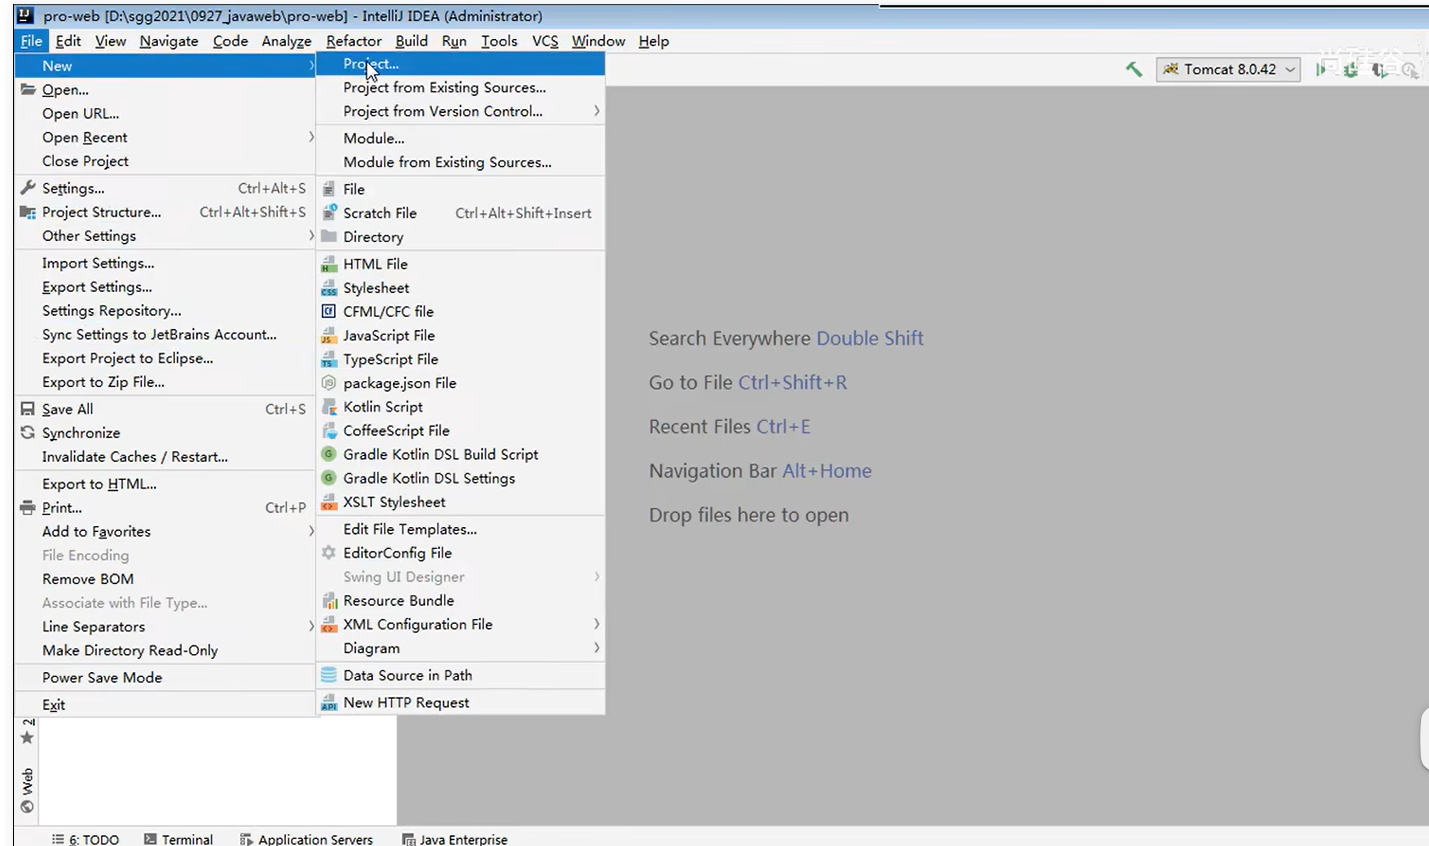 pro-web [D:\sgg2021\0927_javaweb\pro-web] - IntelliJ IDEA (Administrator)
File Edit View Navigate Code Analyze Refactor Build Run Tools VCS Window Help
尚硅谷
Tomcat 8.0.42
New
Open...
Open URL...
Open Recent
Close Project
Settings... Ctrl+Alt+S
Project Structure... Ctrl+Alt+Shift+S
Other Settings
Import Settings...
Export Settings...
Settings Repository...
Sync Settings to JetBrains Account...
Export Project to Eclipse...
Export to Zip File...
Save All Ctrl+S
Synchronize
Invalidate Caches / Restart...
Export to HTML...
Print... Ctrl+P
Add to Favorites
File Encoding
Remove BOM
Associate with File Type...
Line Separators
Make Directory Read-Only
Power Save Mode
Exit
Project...
Project from Existing Sources...
Project from Version Control...
Module...
Module from Existing Sources...
File
Scratch File Ctrl+Alt+Shift+Insert
Directory
HTML File
Stylesheet
CFML/CFC file
JavaScript File
TypeScript File
package.json File
Kotlin Script
CoffeeScript File
Gradle Kotlin DSL Build Script
Gradle Kotlin DSL Settings
XSLT Stylesheet
Edit File Templates...
EditorConfig File
Swing UI Designer
Resource Bundle
XML Configuration File
Diagram
Data Source in Path
New HTTP Request
Search Everywhere Double Shift
Go to File Ctrl+Shift+R
Recent Files Ctrl+E
Navigation Bar Alt+Home
Drop files here to open
2
Web
6: TODO Terminal Application Servers Java Enterprise